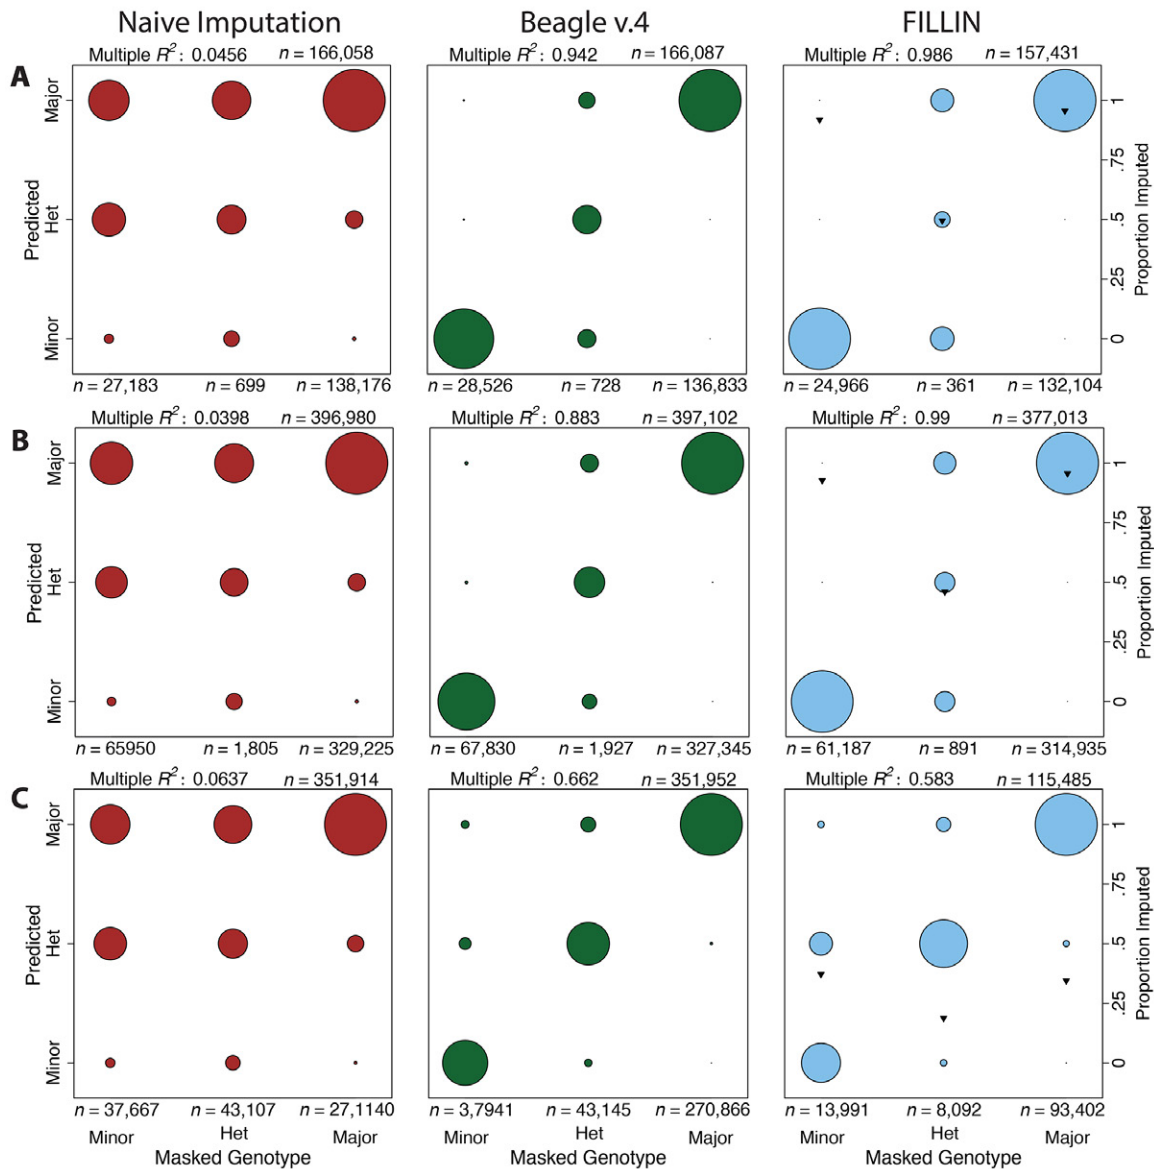 Naive Imputation Beagle v.4 FILLIN
Multiple R²: 0.0456 n = 166,058 Multiple R²: 0.942 n = 166,087 Multiple R²: 0.986 n = 157,431
A
Major 1
.75
Predicted Het .5 Proportion Imputed
.25
Minor 0
n = 27,183 n = 699 n = 138,176 n = 28,526 n = 728 n = 136,833 n = 24,966 n = 361 n = 132,104
Multiple R²: 0.0398 n = 396,980 Multiple R²: 0.883 n = 397,102 Multiple R²: 0.99 n = 377,013
B
Major 1
.75
Predicted Het .5 Proportion Imputed
.25
Minor 0
n = 65950 n = 1,805 n = 329,225 n = 67,830 n = 1,927 n = 327,345 n = 61,187 n = 891 n = 314,935
Multiple R²: 0.0637 n = 351,914 Multiple R²: 0.662 n = 351,952 Multiple R²: 0.583 n = 115,485
C
Major 1
.75
Predicted Het .5 Proportion Imputed
.25
Minor 0
n = 37,667 n = 43,107 n = 27,1140 n = 3,7941 n = 43,145 n = 270,866 n = 13,991 n = 8,092 n = 93,402
Minor Het Major Minor Het Major Minor Het Major
Masked Genotype Masked Genotype Masked Genotype